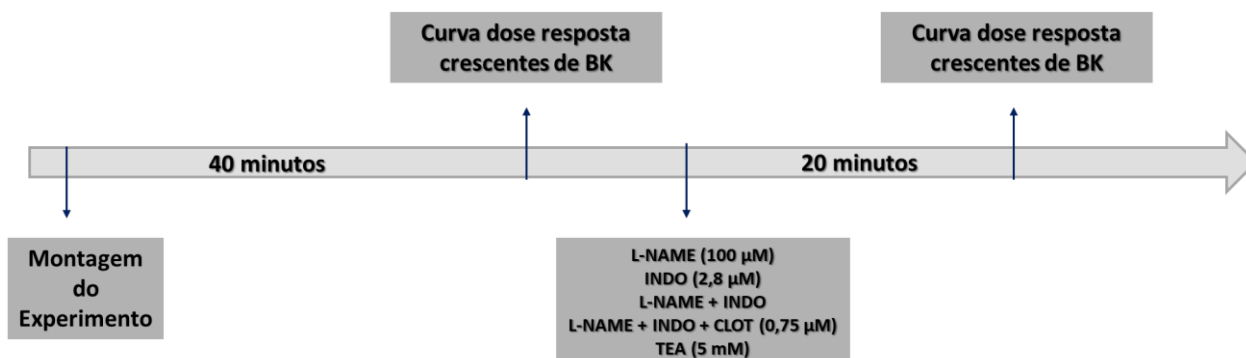 Curva dose resposta
crescentes de BK
Curva dose resposta
crescentes de BK
40 minutos
20 minutos
Montagem
do
Experimento
L-NAME (100 µM)
INDO (2,8 µM)
L-NAME + INDO
L-NAME + INDO + CLOT (0,75 µM)
TEA (5 mM)